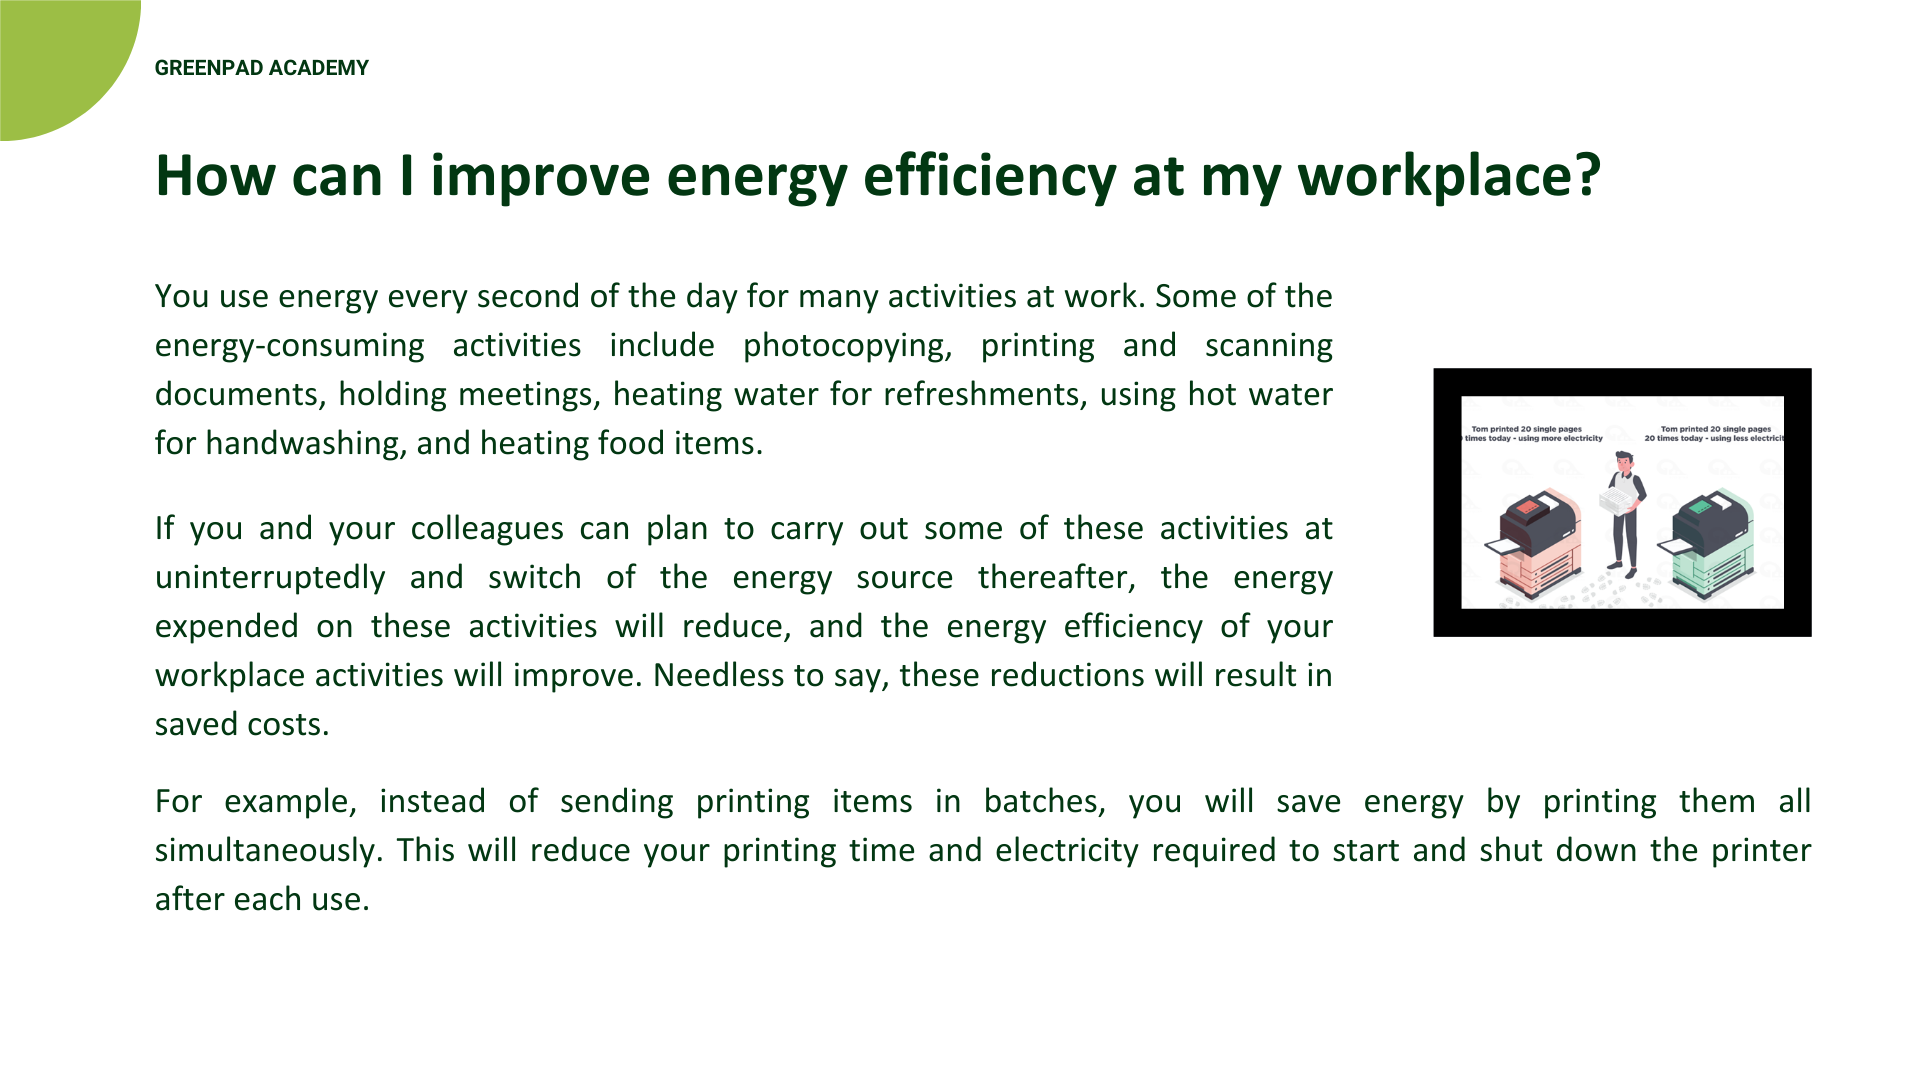 GREENPAD ACADEMY
How can I improve energy efficiency at my workplace?
You use energy every second of the day for many activities at work. Some of the
energy-consuming activities include photocopying, printing and scanning
documents, holding meetings, heating water for refreshments, using hot water
for handwashing, and heating food items.
If you and your colleagues can plan to carry out some of these activities at
uninterruptedly and switch of the energy source thereafter, the energy
expended on these activities will reduce, and the energy efficiency of your
workplace activities will improve. Needless to say, these reductions will result in
saved costs.
Tom printed 20 single pages
times today - using more electricity
Tom printed 20 single pages
20 times today - using less electricit
For example, instead of sending printing items in batches, you will save energy by printing them all
simultaneously. This will reduce your printing time and electricity required to start and shut down the printer
after each use.